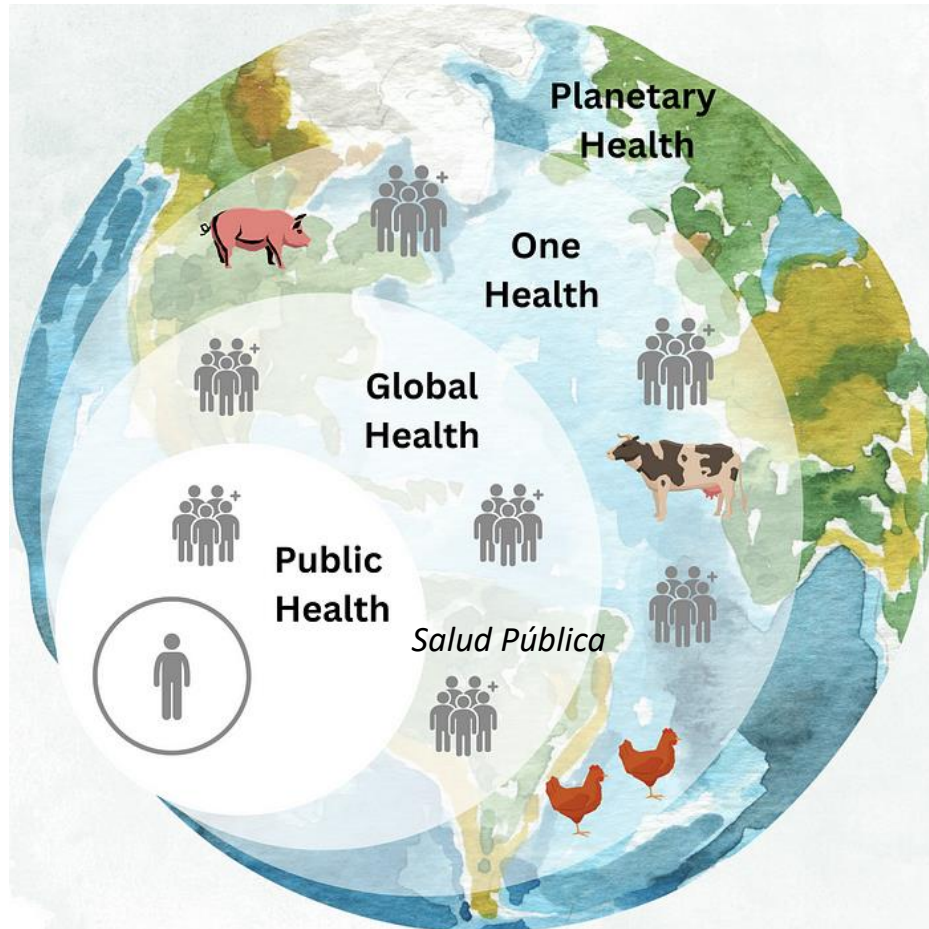 Planetary
Health
One
Health
Global
Health
Public
Health
Salud Pública